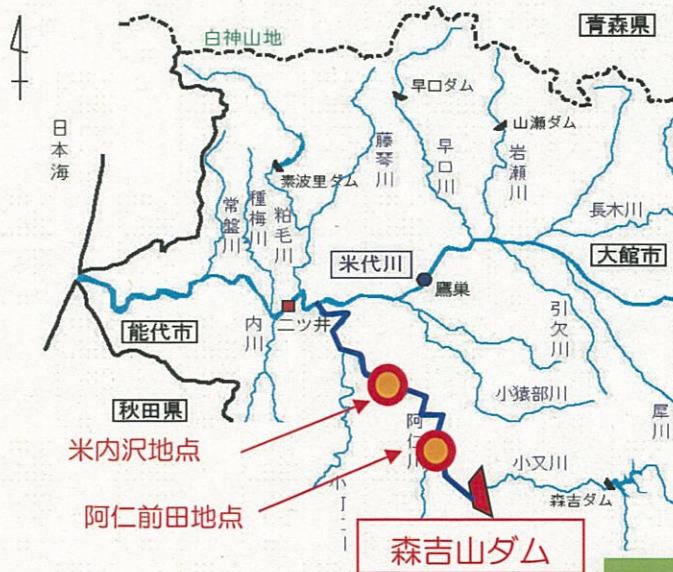 青森県
白神山地
日本海
早口ダム
山瀬ダム
藤琴川
早口川
岩瀬川
素波里ダム
常盤川
種梅川
粕毛川
長木川
米代川
大館市
鷹巣
二ツ井
能代市
内川
引欠川
秋田県
小猿部川
犀川
米内沢地点
阿仁川
小又川
阿仁前田地点
森吉ダム
森吉山ダム